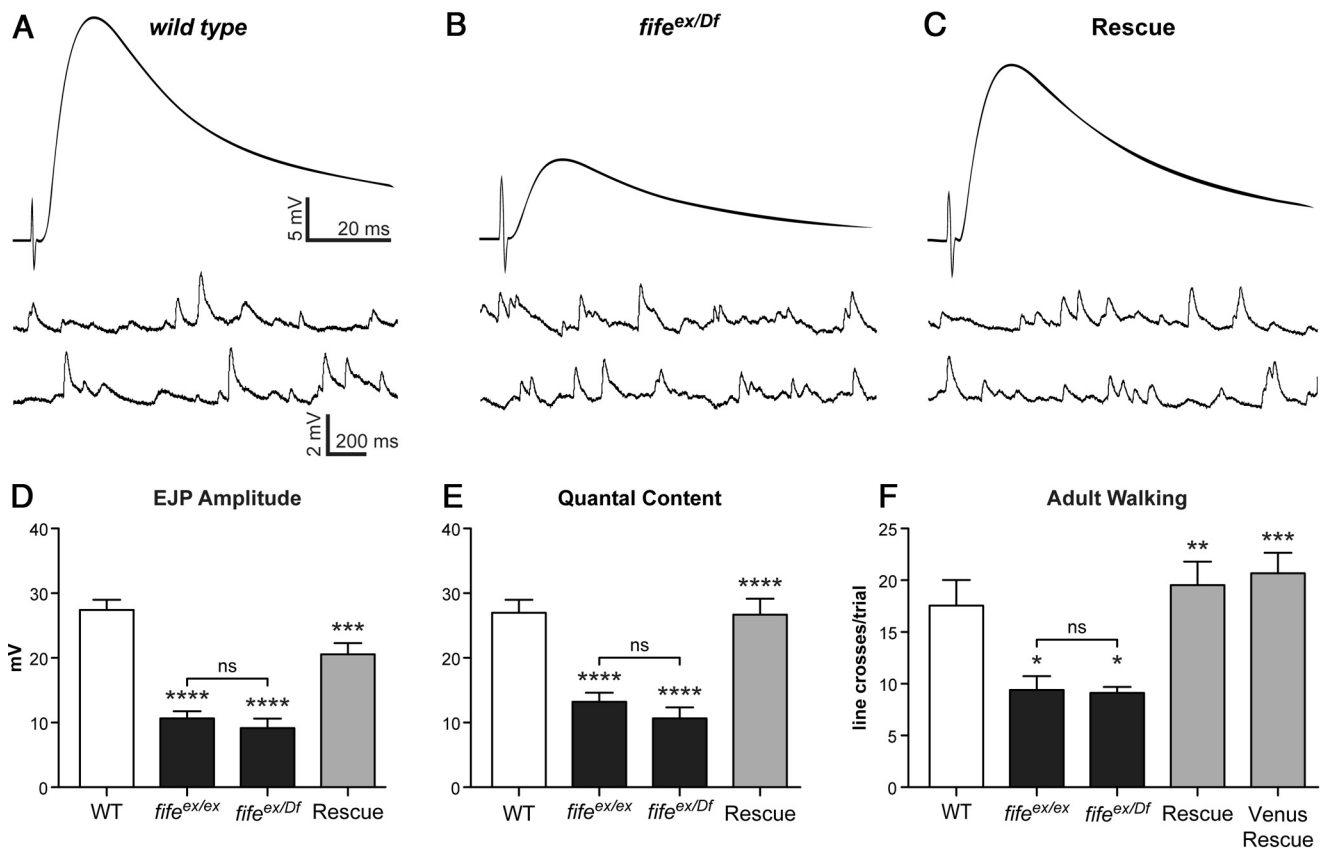 A wild type
B fife^ex/Df
C Rescue
5 mV
20 ms
2 mV
200 ms
D EJP Amplitude
mV
40
30
20
10
0
****
ns
****
***
WT
fife^ex/ex
fife^ex/Df
Rescue
E Quantal Content
40
30
20
10
0
****
ns
****
****
WT
fife^ex/ex
fife^ex/Df
Rescue
F Adult Walking
line crosses/trial
25
20
15
10
5
0
*
ns
*
**
***
WT
fife^ex/ex
fife^ex/Df
Rescue
Venus
Rescue